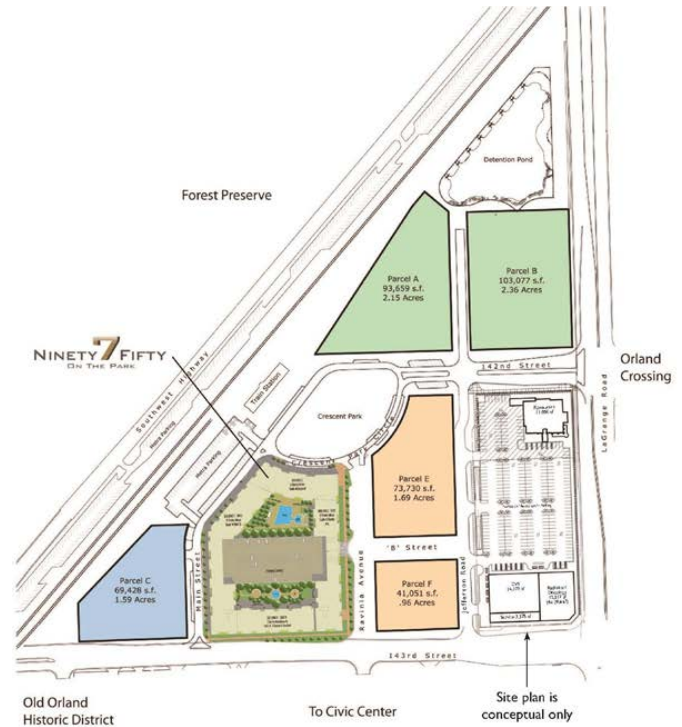 Detention Pond
Forest Preserve
Parcel A
93,659 s.f.
2.15 Acres
Parcel B
103,077 s.f.
2.36 Acres
NINETY 7 FIFTY
ON THE PARK
Southwest Highway
Metra Parking
Train Station
142nd Street
Orland
Crossing
LaGrange Road
Crescent Park
Metra Parking
Crescent
Parcel E
73,730 s.f.
1.69 Acres
'B' Street
Parcel C
69,428 s.f.
1.59 Acres
Main Street
Ravinia Avenue
Parcel F
41,051 s.f.
.96 Acres
Jefferson Road
143rd Street
Old Orland
Historic District
To Civic Center
Site plan is
conceptual only